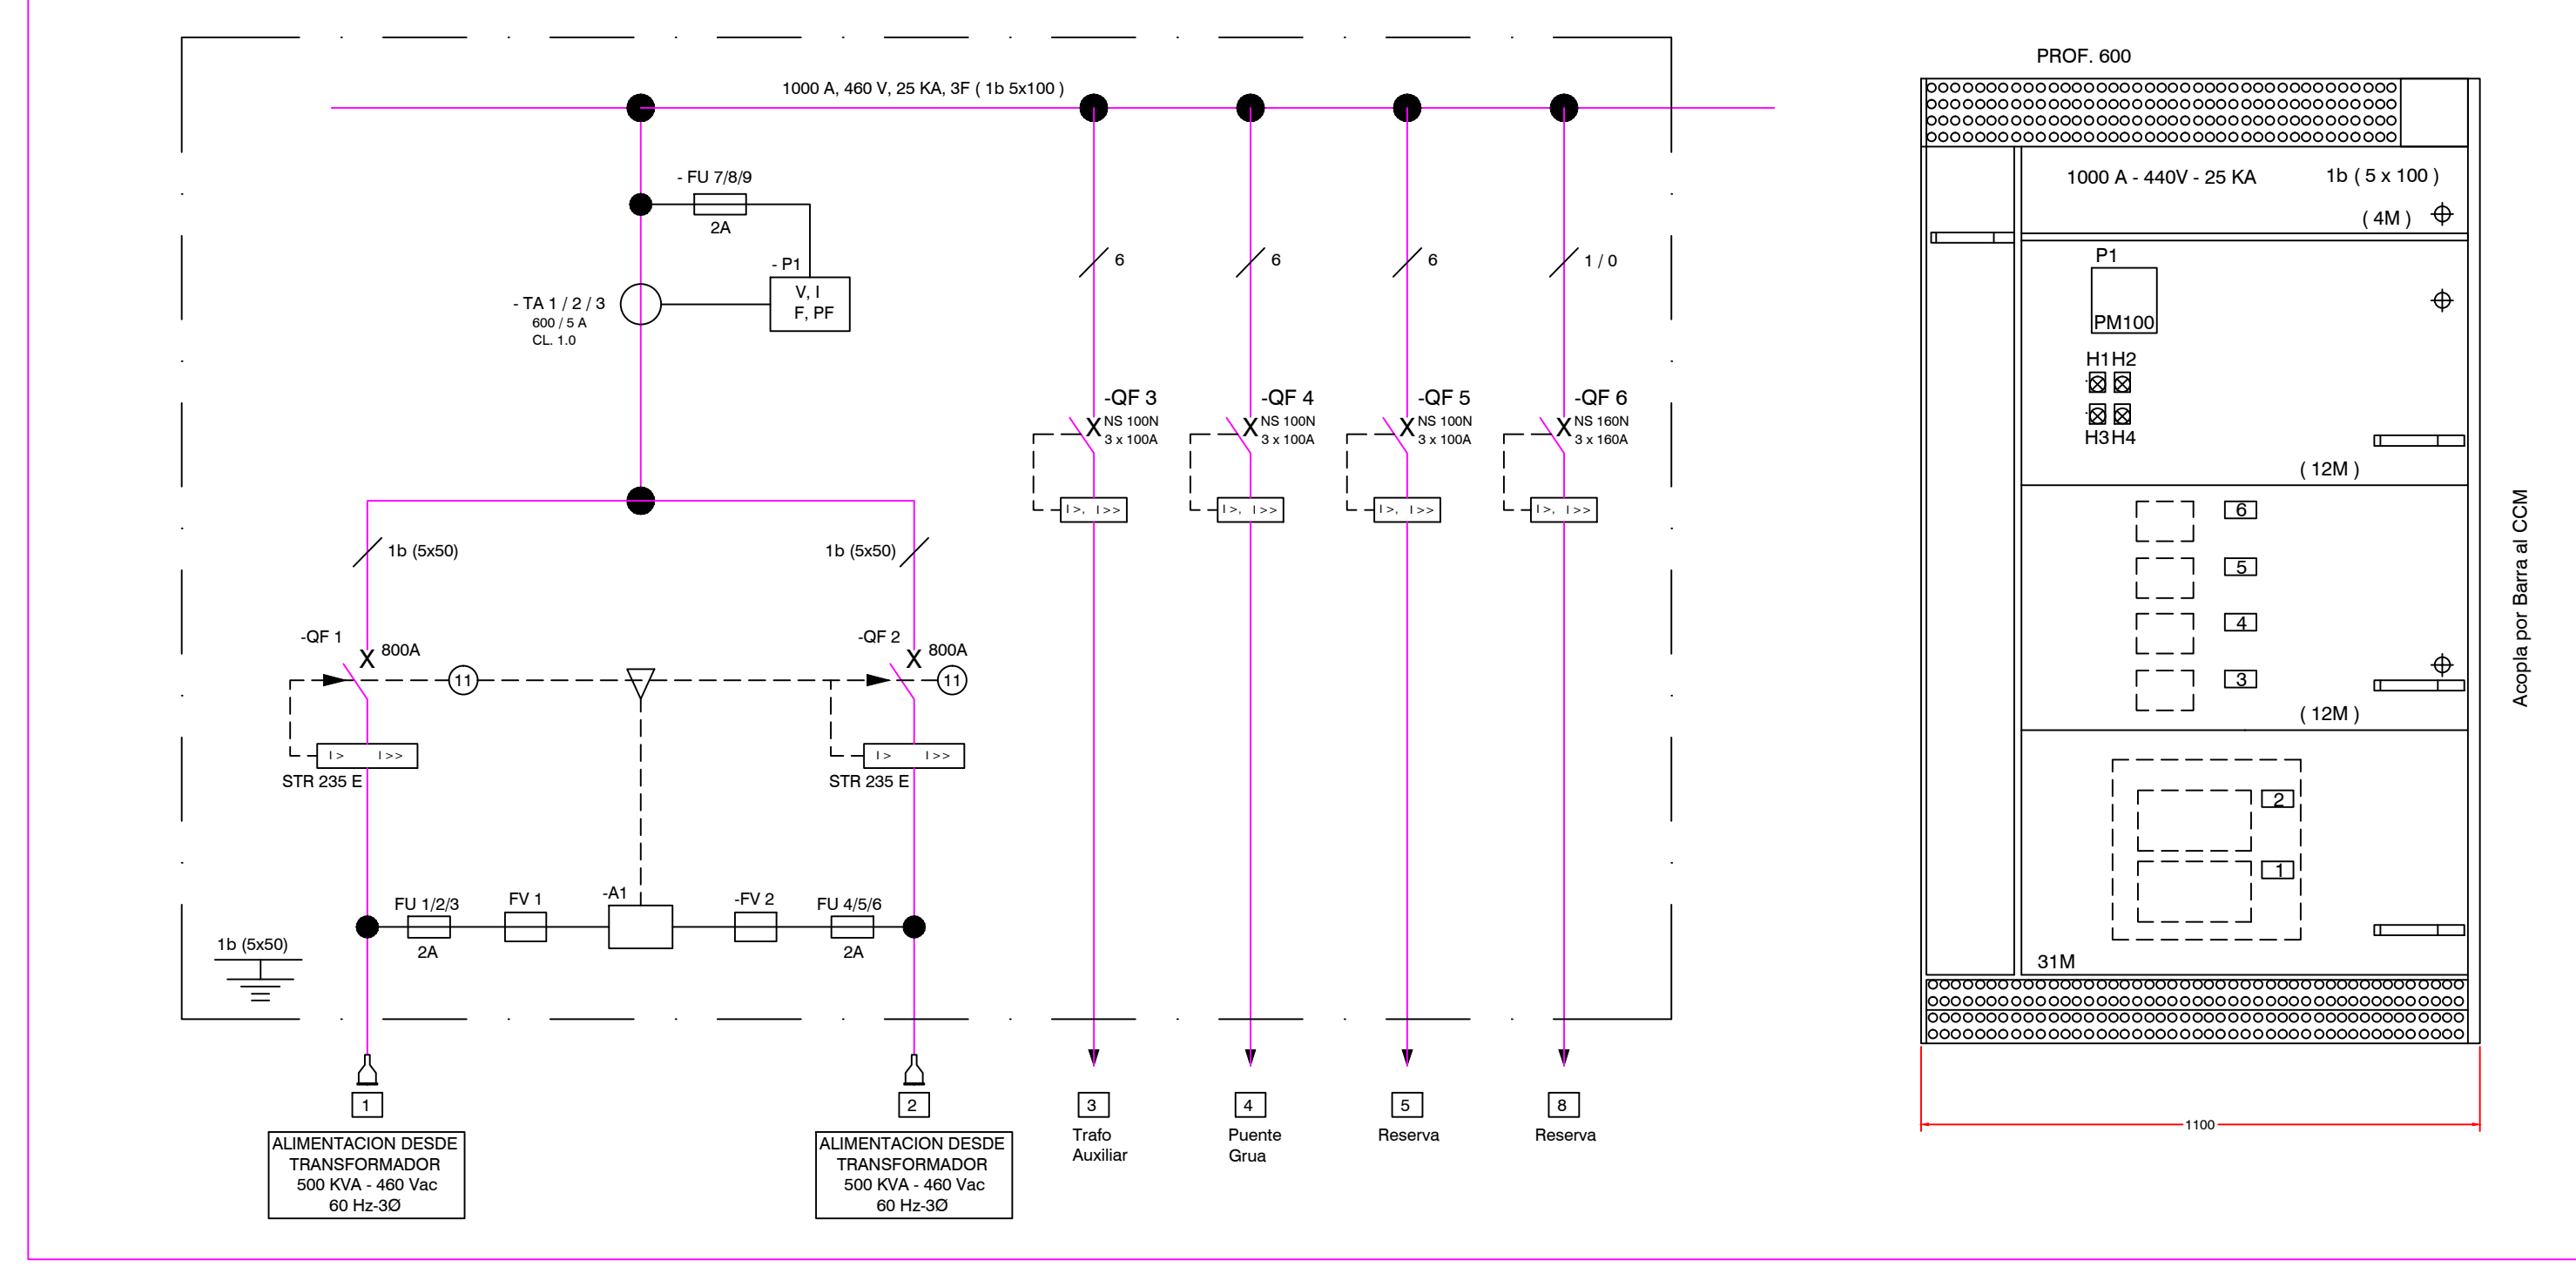 1000 A, 460 V, 25 KA, 3F ( 1b 5x100 )
- FU 7/8/9
2A
- P1
V, I
F, PF
- TA 1 / 2 / 3
600 / 5 A
CL. 1.0
6
6
6
1 / 0
-QF 3
NS 100N
3 x 100A
I >, I >>
-QF 4
NS 100N
3 x 100A
I >, I >>
-QF 5
NS 100N
3 x 100A
I >, I >>
-QF 6
NS 160N
3 x 160A
I >, I >>
1b (5x50)
1b (5x50)
-QF 1
800A
11
-QF 2
800A
11
I > I >>
STR 235 E
I > I >>
STR 235 E
FU 1/2/3
2A
FV 1
-A1
-FV 2
FU 4/5/6
2A
1b (5x50)
1
ALIMENTACION DESDE
TRANSFORMADOR
500 KVA - 460 Vac
60 Hz-3Ø
2
ALIMENTACION DESDE
TRANSFORMADOR
500 KVA - 460 Vac
60 Hz-3Ø
3
Trafo
Auxiliar
4
Puente
Grua
5
Reserva
8
Reserva
PROF. 600
1000 A - 440V - 25 KA
1b ( 5 x 100 )
( 4M )
P1
PM100
H1 H2
H3 H4
( 12M )
6
5
4
3
( 12M )
2
1
31M
Acopla por Barra al CCM
1100